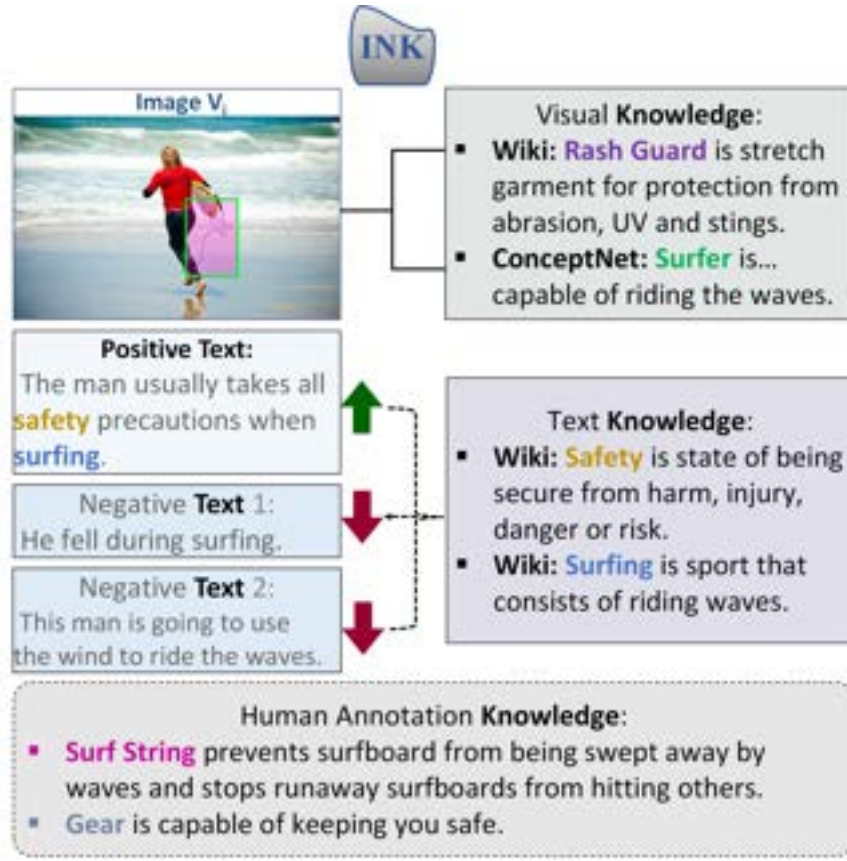 INK
Image Vi
Visual Knowledge:
▪ Wiki: Rash Guard is stretch
garment for protection from
abrasion, UV and stings.
▪ ConceptNet: Surfer is…
capable of riding the waves.
Positive Text:
The man usually takes all
safety precautions when
surfing.
Negative Text 1:
He fell during surfing.
Negative Text 2:
This man is going to use
the wind to ride the waves.
Text Knowledge:
▪ Wiki: Safety is state of being
secure from harm, injury,
danger or risk.
▪ Wiki: Surfing is sport that
consists of riding waves.
Human Annotation Knowledge:
▪ Surf String prevents surfboard from being swept away by
waves and stops runaway surfboards from hitting others.
▪ Gear is capable of keeping you safe.